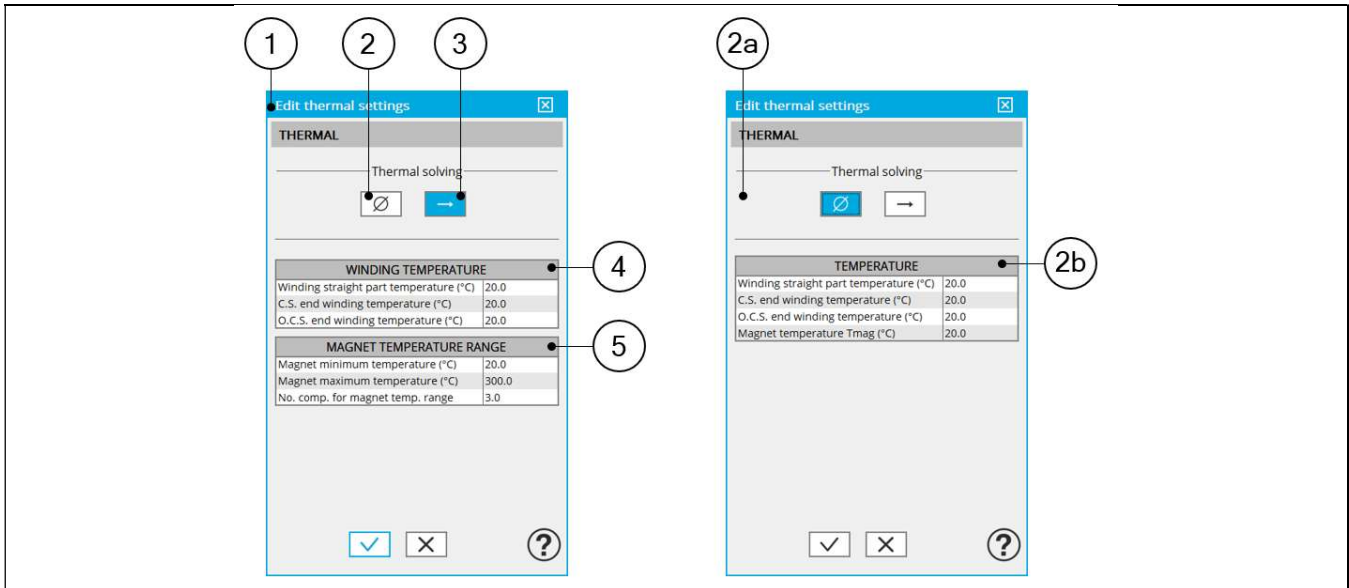 1
2
3
2a
Edit thermal settings
THERMAL
Thermal solving
Ø
→
WINDING TEMPERATURE
4
Winding straight part temperature (°C) 20.0
C.S. end winding temperature (°C) 20.0
O.C.S. end winding temperature (°C) 20.0
MAGNET TEMPERATURE RANGE
5
Magnet minimum temperature (°C) 20.0
Magnet maximum temperature (°C) 300.0
No. comp. for magnet temp. range 3.0
?
Edit thermal settings
THERMAL
Thermal solving
Ø
→
TEMPERATURE
2b
Winding straight part temperature (°C) 20.0
C.S. end winding temperature (°C) 20.0
O.C.S. end winding temperature (°C) 20.0
Magnet temperature Tmag (°C) 20.0
?